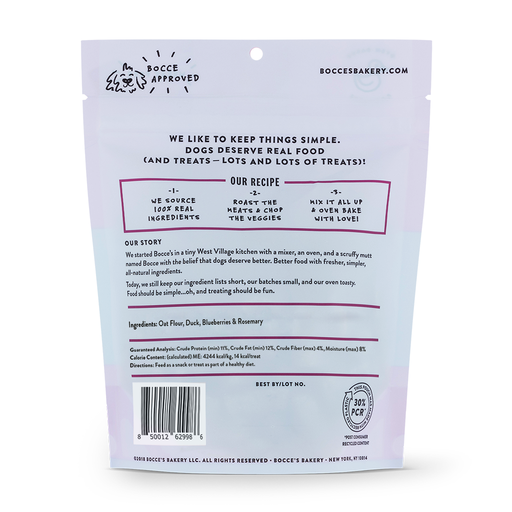 BOCCE
APPROVED
BOCCESBAKERY.COM
WE LIKE TO KEEP THINGS SIMPLE.
DOGS DESERVE REAL FOOD
(AND TREATS — LOTS AND LOTS OF TREATS)!
OUR RECIPE
-1-
WE SOURCE
100% REAL
INGREDIENTS
-2-
ROAST THE
MEATS & CHOP
THE VEGGIES
-3-
MIX IT ALL UP
& OVEN BAKE
WITH LOVE!
OUR STORY
We started Bocce's in a tiny West Village kitchen with a mixer, an oven, and a scruffy mutt
named Bocce with the belief that dogs deserve better. Better food with fresher, simpler,
all-natural ingredients.
Today, we still keep our ingredient lists short, our batches small, and our oven toasty.
Food should be simple...oh, and treating should be fun.
Ingredients: Oat Flour, Duck, Blueberries & Rosemary
Guaranteed Analysis: Crude Protein (min) 11%, Crude Fat (min) 12%, Crude Fiber (max) 4%, Moisture (max) 8%
Calorie Content: (calculated) ME: 4244 kcal/kg, 14 kcal/treat
Directions: Feed as a snack or treat as part of a healthy diet.
BEST BY/LOT NO.
8 50012 62998 6
30%
PCR*
*POST CONSUMER
RECYCLED CONTENT
©2018 BOCCE'S BAKERY LLC. ALL RIGHTS RESERVED • BOCCE'S BAKERY • NEW YORK, NY 10014